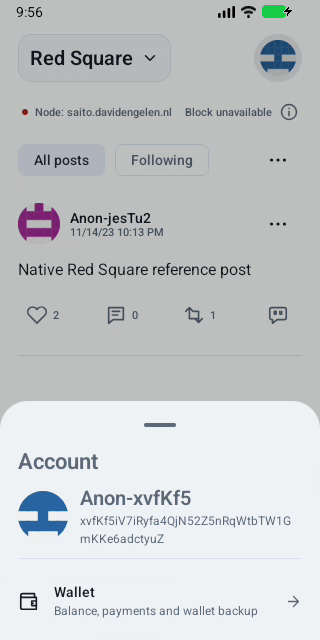 9:56
Red Square
Node: saito.davidengelen.nl Block unavailable
All posts Following
Anon-jesTu2
11/14/23 10:13 PM
Native Red Square reference post
2 0 1
Account
Anon-xvfKf5
xvfKf5iV7iRyfa4QjN52Z5nRqWtbTW1G
mKKe6adctyuZ
Wallet
Balance, payments and wallet backup